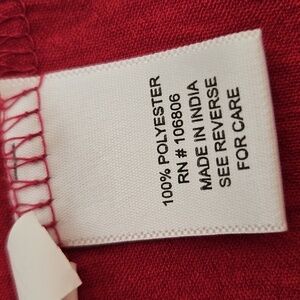 100% POLYESTER
RN # 106806
MADE IN INDIA
SEE REVERSE
FOR CARE